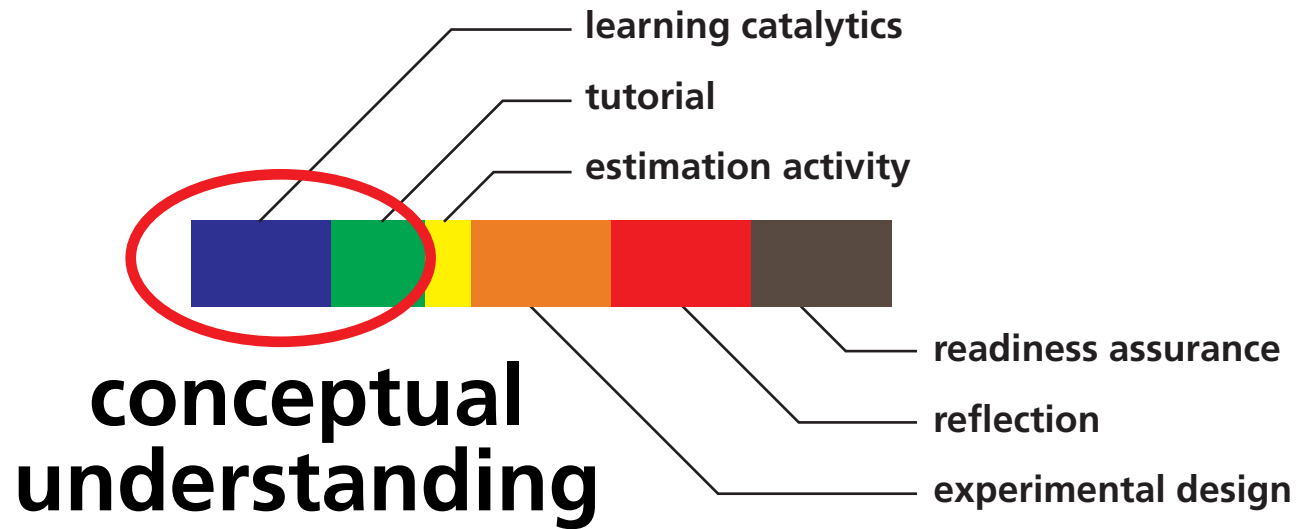 learning catalytics
tutorial
estimation activity
readiness assurance
reflection
experimental design
conceptual
understanding